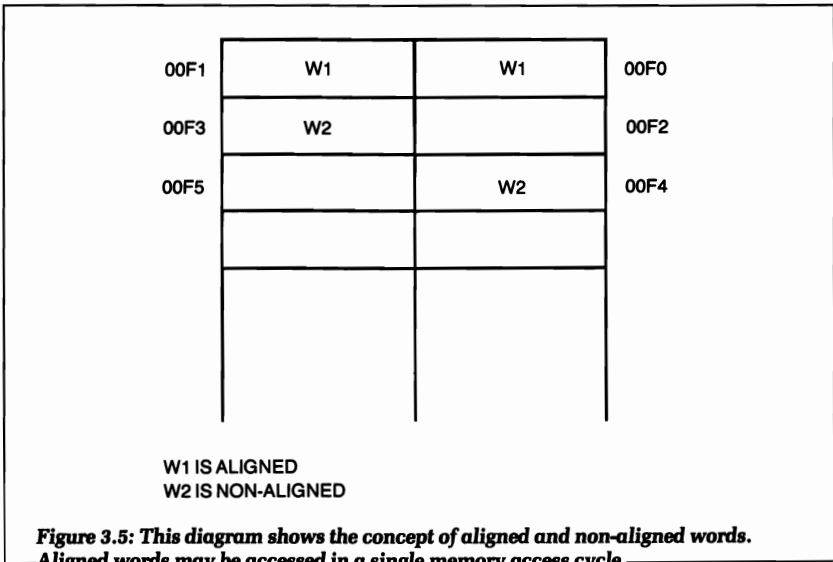 00F1 W1 W1 00F0
00F3 W2 00F2
00F5 W2 00F4
W1 IS ALIGNED
W2 IS NON-ALIGNED
Figure 3.5: This diagram shows the concept of aligned and non-aligned words.
Aligned words may be accessed in a single memory access cycle.